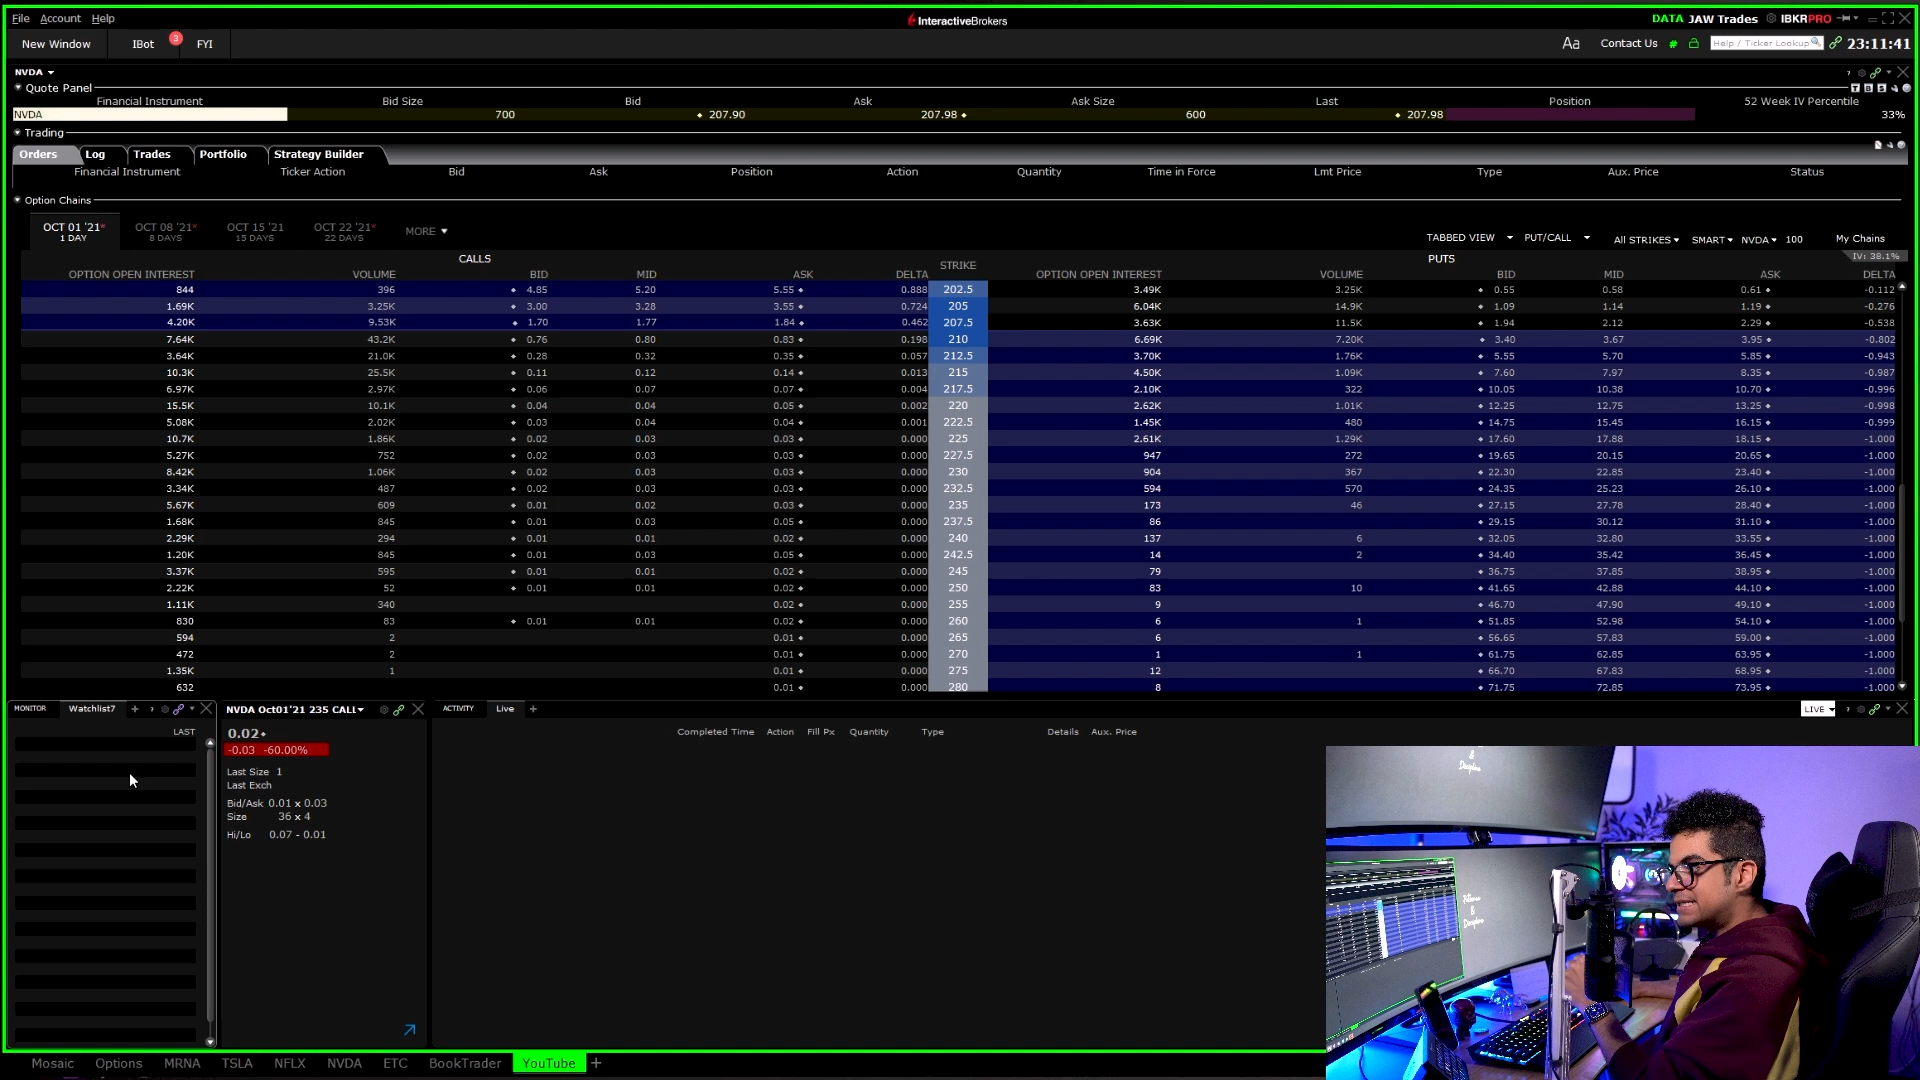 File Account Help InteractiveBrokers DATA JAW Trades IBKRPRO
New Window IBot 3 FYI Aa Contact Us # Help / Ticker Lookup 23:11:41
NVDA
Quote Panel
Financial Instrument Bid Size Bid Ask Ask Size Last Position 52 Week IV Percentile
NVDA 700 207.90 207.98 600 207.98 33%
Trading
Orders Log Trades Portfolio Strategy Builder
Financial Instrument Ticker Action Bid Ask Position Action Quantity Time in Force Lmt Price Type Aux. Price Status
Option Chains
OCT 01 '21* OCT 08 '21* OCT 15 '21 OCT 22 '21* MORE
1 DAY 8 DAYS 15 DAYS 22 DAYS
TABBED VIEW PUT/CALL All STRIKES SMART NVDA 100 My Chains
CALLS STRIKE PUTS IV: 38.1%
OPTION OPEN INTEREST VOLUME BID MID ASK DELTA OPTION OPEN INTEREST VOLUME BID MID ASK DELTA
844 396 4.85 5.20 5.55 0.888 202.5 3.49K 3.25K 0.55 0.58 0.61 -0.112
1.69K 3.25K 3.00 3.28 3.55 0.724 205 6.04K 14.9K 1.09 1.14 1.19 -0.276
4.20K 9.53K 1.70 1.77 1.84 0.462 207.5 3.63K 11.5K 1.94 2.12 2.29 -0.538
7.64K 43.2K 0.76 0.80 0.83 0.198 210 6.69K 7.20K 3.40 3.67 3.95 -0.802
3.64K 21.0K 0.28 0.32 0.35 0.057 212.5 3.70K 1.76K 5.55 5.70 5.85 -0.943
10.3K 25.5K 0.11 0.12 0.14 0.013 215 4.50K 1.09K 7.60 7.97 8.35 -0.987
6.97K 2.97K 0.06 0.07 0.07 0.004 217.5 2.10K 322 10.05 10.38 10.70 -0.996
15.5K 10.1K 0.04 0.04 0.05 0.002 220 2.62K 1.01K 12.25 12.75 13.25 -0.998
5.08K 2.02K 0.03 0.04 0.04 0.001 222.5 1.45K 480 14.75 15.45 16.15 -0.999
10.7K 1.86K 0.02 0.03 0.03 0.000 225 2.61K 1.29K 17.60 17.88 18.15 -1.000
5.27K 752 0.02 0.03 0.03 0.000 227.5 947 272 19.65 20.15 20.65 -1.000
8.42K 1.06K 0.02 0.03 0.03 0.000 230 904 367 22.30 22.85 23.40 -1.000
3.34K 487 0.02 0.03 0.03 0.000 232.5 594 570 24.35 25.23 26.10 -1.000
5.67K 609 0.01 0.02 0.03 0.000 235 173 46 27.15 27.78 28.40 -1.000
1.68K 845 0.01 0.03 0.05 0.000 237.5 86 29.15 30.12 31.10 -1.000
2.29K 294 0.01 0.01 0.02 0.000 240 137 6 32.05 32.80 33.55 -1.000
1.20K 845 0.01 0.03 0.05 0.000 242.5 14 2 34.40 35.42 36.45 -1.000
3.37K 595 0.01 0.01 0.02 0.000 245 79 36.75 37.85 38.95 -1.000
2.22K 52 0.01 0.01 0.02 0.000 250 83 10 41.65 42.88 44.10 -1.000
1.11K 340 0.02 0.000 255 9 46.70 47.90 49.10 -1.000
830 83 0.01 0.01 0.02 0.000 260 6 1 51.85 52.98 54.10 -1.000
594 2 0.01 0.000 265 6 56.65 57.83 59.00 -1.000
472 2 0.01 0.000 270 1 1 61.75 62.85 63.95 -1.000
1.35K 1 0.01 0.000 275 12 66.70 67.83 68.95 -1.000
632 0.01 0.000 280 8 71.75 72.85 73.95 -1.000
MONITOR Watchlist7 + NVDA Oct01'21 235 CALL ACTIVITY Live + LIVE
LAST 0.02 Completed Time Action Fill Px Quantity Type Details Aux. Price
-0.03 -60.00%
Last Size 1
Last Exch
Bid/Ask 0.01 x 0.03
Size 36 x 4
Hi/Lo 0.07 - 0.01
Mosaic Options MRNA TSLA NFLX NVDA ETC BookTrader YouTube +